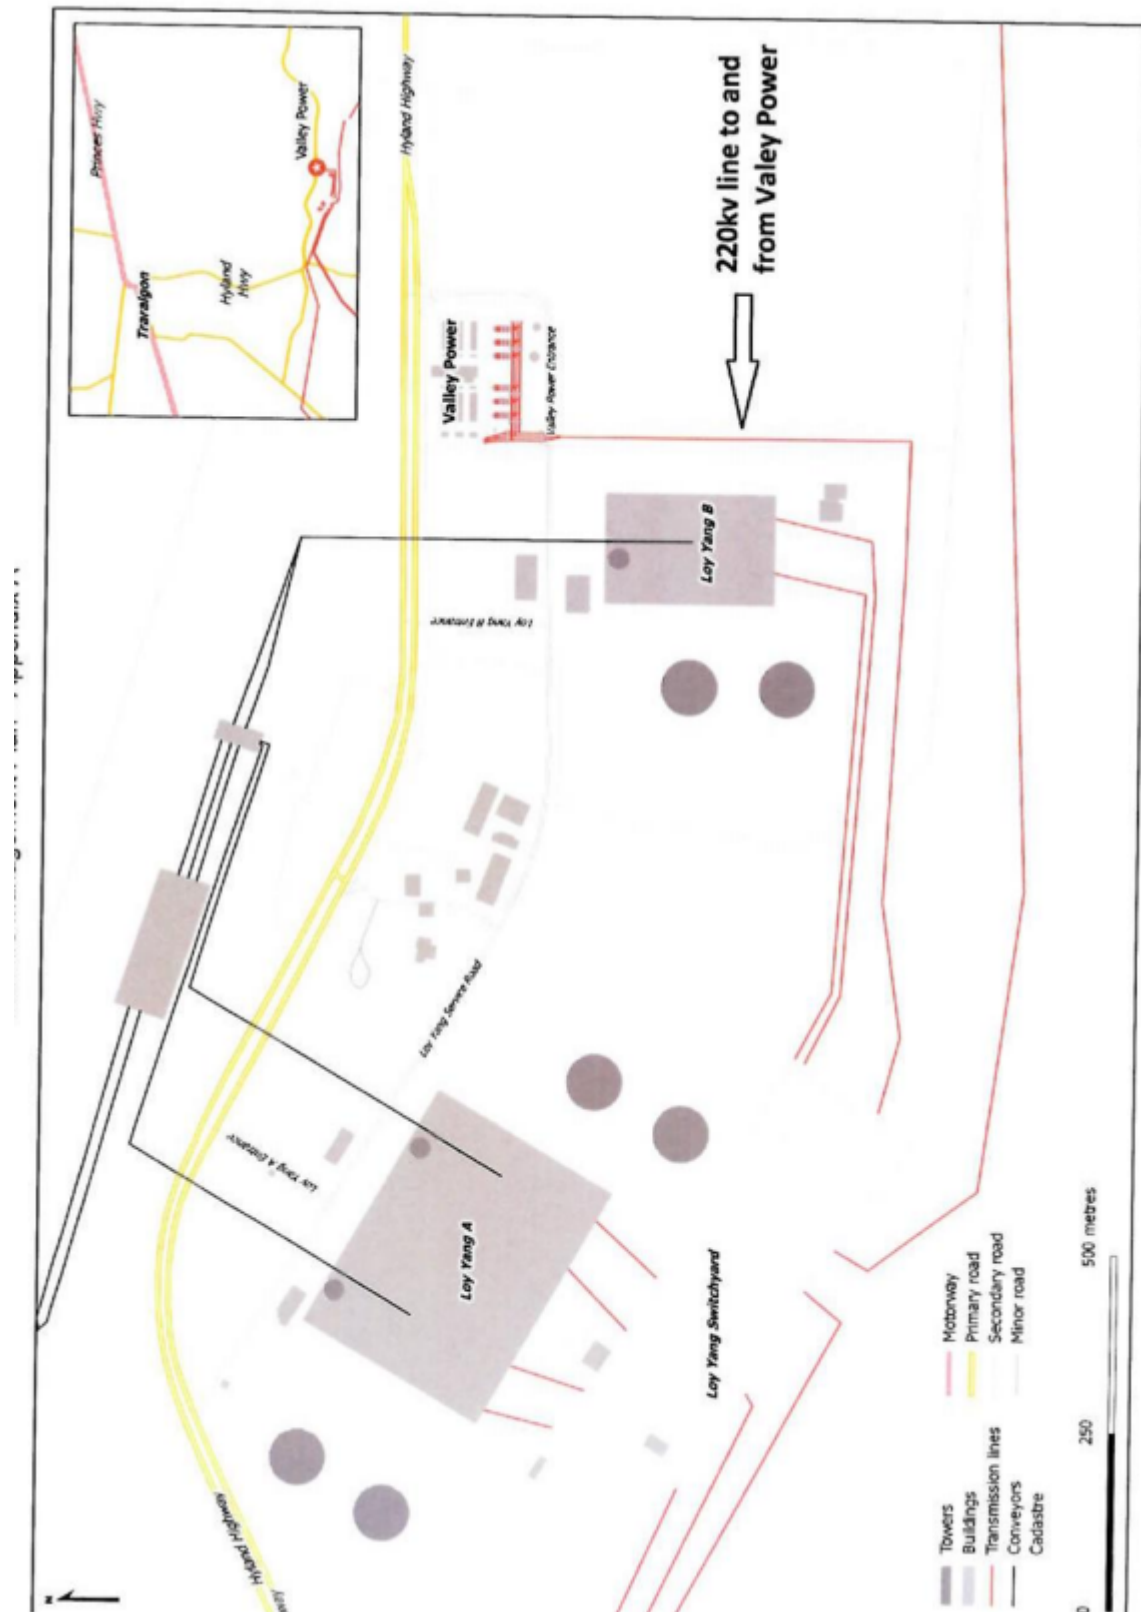 Princes Hwy
Traralgon
Hyland
Hwy
Valley Power
Hyland Highway
Valley Power
Valley Power Entrance
220kv line to and
from Valey Power
Loy Yang B
Loy Yang B Entrance
Loy Yang Service Road
Loy Yang A Entrance
Loy Yang A
Loy Yang Switchyard
Hyland Highway
N
Towers
Buildings
Transmission lines
Conveyors
Cadastre
Motorway
Primary road
Secondary road
Minor road
0
250
500 metres